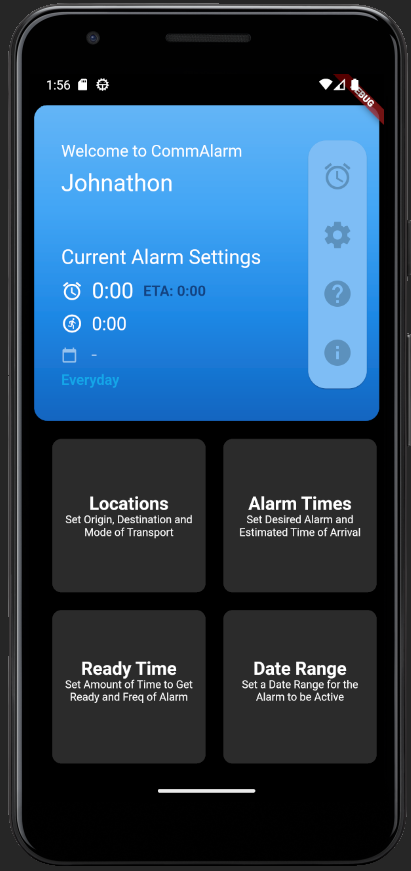 1:56
DEBUG
Welcome to CommAlarm
Johnathon
Current Alarm Settings
0:00 ETA: 0:00
0:00
-
Everyday
Locations
Set Origin, Destination and
Mode of Transport
Alarm Times
Set Desired Alarm and
Estimated Time of Arrival
Ready Time
Set Amount of Time to Get
Ready and Freq of Alarm
Date Range
Set a Date Range for the
Alarm to be Active